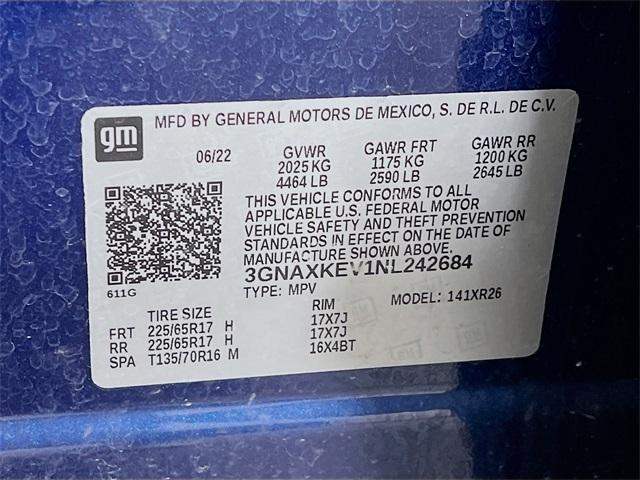 gm
MFD BY GENERAL MOTORS DE MEXICO, S. DE R.L. DE C.V.
06/22 GVWR GAWR FRT GAWR RR
2025 KG 1175 KG 1200 KG
4464 LB 2590 LB 2645 LB
THIS VEHICLE CONFORMS TO ALL
APPLICABLE U.S. FEDERAL MOTOR
VEHICLE SAFETY AND THEFT PREVENTION
STANDARDS IN EFFECT ON THE DATE OF
MANUFACTURE SHOWN ABOVE.
3GNAXKEV1NL242684
611G
TYPE: MPV MODEL: 141XR26
TIRE SIZE RIM
FRT 225/65R17 H 17X7J
RR 225/65R17 H 17X7J
SPA T135/70R16 M 16X4BT